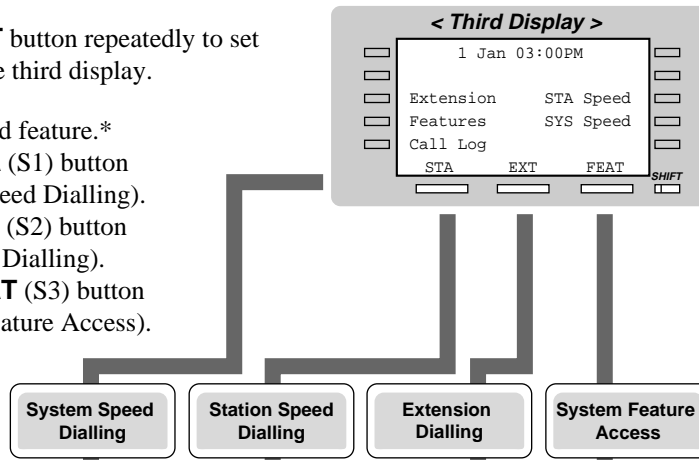 T button repeatedly to set
e third display.
d feature.*
(S1) button
eed Dialling).
(S2) button
Dialling).
T (S3) button
ature Access).
< Third Display >
1 Jan 03:00PM
Extension STA Speed
Features SYS Speed
Call Log
STA EXT FEAT
SHIFT
System Speed
Dialling
Station Speed
Dialling
Extension
Dialling
System Feature
Access